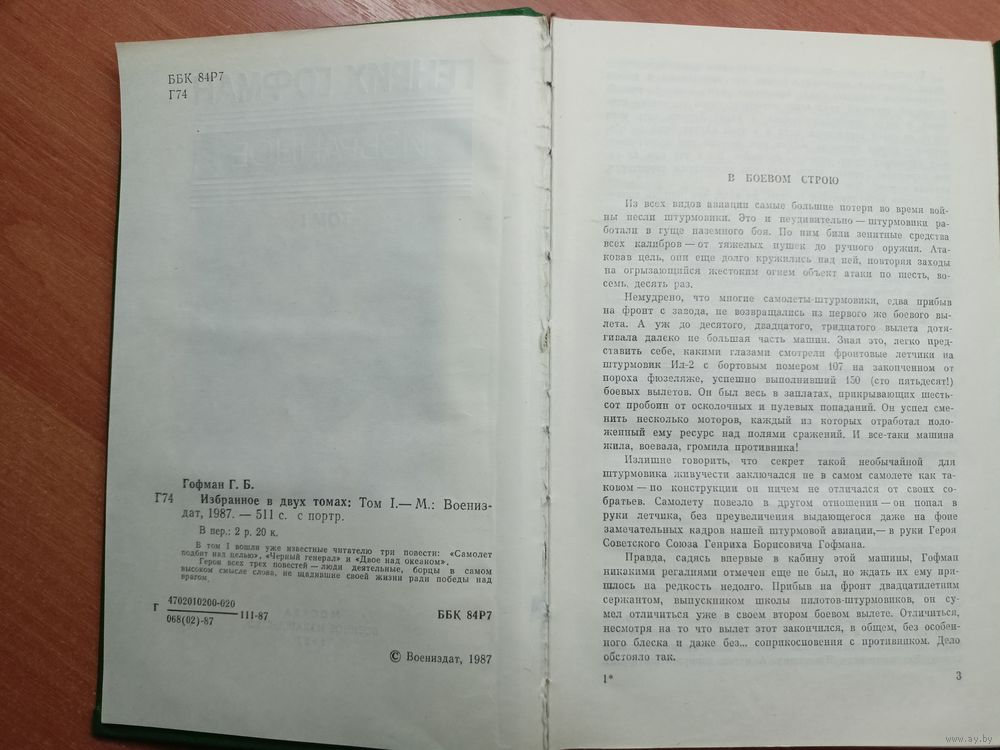 ББК 84Р7
Г74
Гофман Г. Б.
Г74 Избранное в двух томах: Том I.— М.: Воениз-
дат, 1987. — 511 с. с портр.
В пер.: 2 р. 20 к.
В том I вошли уже известные читателю три повести: «Самолет
подбит над целью», «Черный генерал» и «Двое над океаном».
Герои всех трех повестей — люди деятельные, борцы в самом
высоком смысле слова, не щадившие своей жизни ради победы над
врагом.
Г 4702010200-020
068(02)-87 111-87 ББК 84Р7
© Воениздат, 1987
В БОЕВОМ СТРОЮ
Из всех видов авиации самые большие потери во время вой-
ны несли штурмовики. Это и неудивительно — штурмовики ра-
ботали в гуще наземного боя. По ним били зенитные средства
всех калибров — от тяжелых пушек до ручного оружия. Ата-
ковав цель, они еще долго кружились над ней, повторяя заходы
на огрызающийся жестоким огнем объект атаки по шесть, во-
семь, десять раз.
Немудрено, что многие самолеты-штурмовики, едва прибыв
на фронт с завода, не возвращались из первого же боевого вы-
лета. А уж до десятого, двадцатого, тридцатого вылета дотя-
гивала далеко не большая часть машин. Зная это, легко пред-
ставить себе, какими глазами смотрели фронтовые летчики на
штурмовик Ил-2 с бортовым номером 107 на закопченном от
пороха фюзеляже, успешно выполнивший 150 (сто пятьдесят!)
боевых вылетов. Он был весь в заплатах, прикрывающих шесть-
сот пробоин от осколочных и пулевых попаданий. Он успел сме-
нить несколько моторов, каждый из которых отработал поло-
женный ему ресурс над полями сражений. И все-таки машина
жила, воевала, громила противника!
Излишне говорить, что секрет такой необычайной для
штурмовика живучести заключался не в самом самолете как та-
ковом — по конструкции он ничем не отличался от своих со-
братьев. Самолету повезло в другом отношении — он попал в
руки летчика, без преувеличения выдающегося даже на фоне
замечательных кадров нашей штурмовой авиации,— в руки Героя
Советского Союза Генриха Борисовича Гофмана.
Правда, садясь впервые в кабину этой машины, Гофман
никакими регалиями отмечен еще не был, но ждать их ему при-
шлось на редкость недолго. Прибыв на фронт двадцатилетним
сержантом, выпускником школы пилотов-штурмовиков, он су-
мел отличиться уже в своем втором боевом вылете. Отличиться,
несмотря на то что вылет этот закончился, в общем, без особен-
ного блеска и даже без... соприкосновения с противником. Дело
обстояло так.
1* 3
www.ay.by